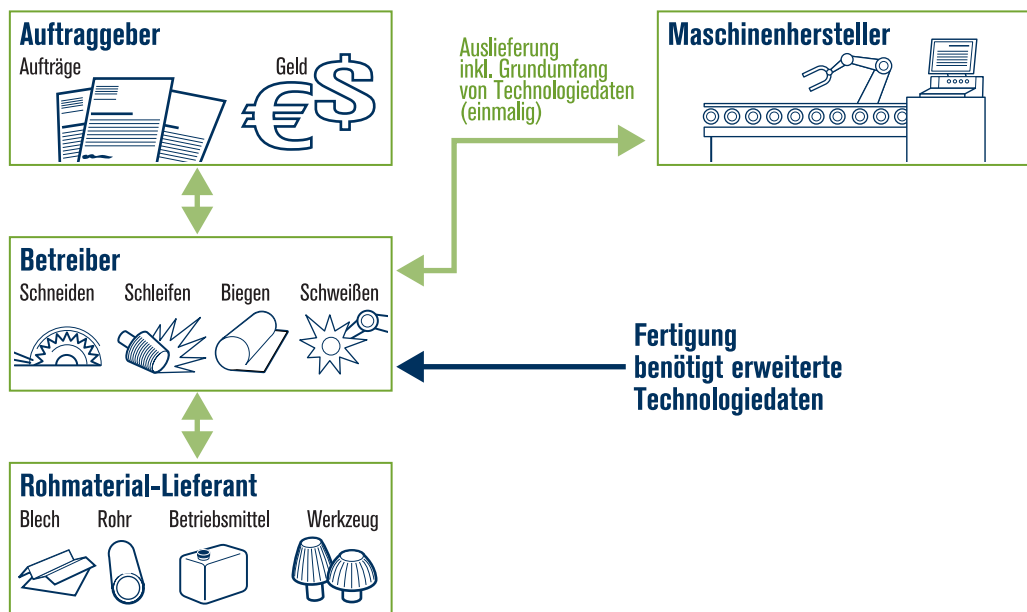 Auftraggeber
Aufträge
Geld
€
$
Auslieferung
inkl. Grundumfang
von Technologiedaten
(einmalig)
Maschinenhersteller
Betreiber
Schneiden
Schleifen
Biegen
Schweißen
Fertigung
benötigt erweiterte
Technologiedaten
Rohmaterial-Lieferant
Blech
Rohr
Betriebsmittel
Werkzeug